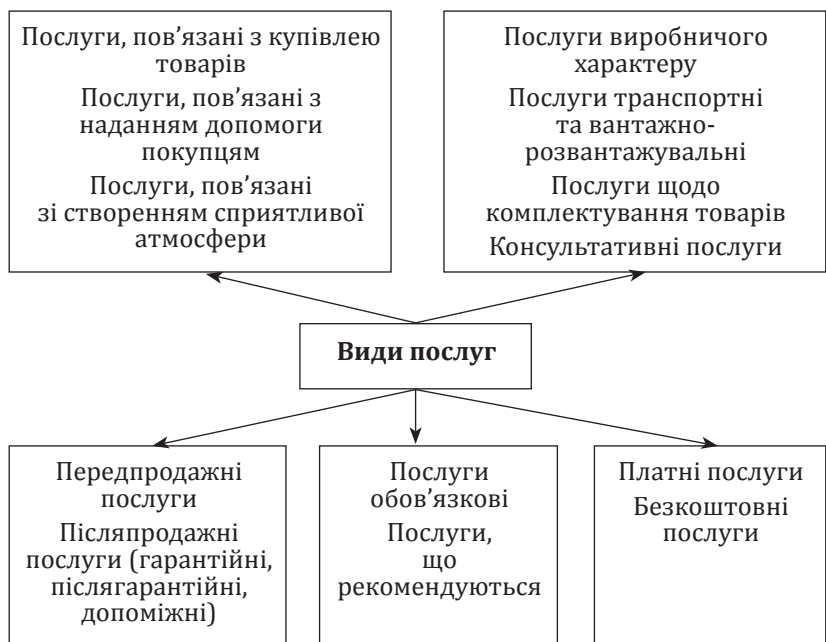 Послуги, пов’язані з купівлею
товарів
Послуги, пов’язані з
наданням допомоги
покупцям
Послуги, пов’язані
зі створенням сприятливої
атмосфери
Послуги виробничого
характеру
Послуги транспортні
та вантажно-
розвантажувальні
Послуги щодо
комплектування товарів
Консультативні послуги
Види послуг
Передпродажні
послуги
Післяпродажні
послуги (гарантійні,
післягарантійні,
допоміжні)
Послуги
обов’язкові
Послуги,
що
рекомендуються
Платні послуги
Безкоштовні
послуги